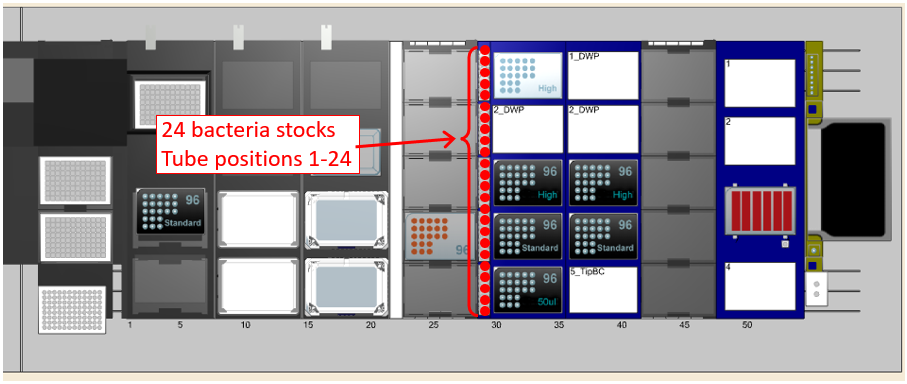 24 bacteria stocks
Tube positions 1-24
High
1_DWP
2_DWP
2_DWP
1
2
4
96
High
96
High
96
Standard
96
Standard
96
Standard
96
96
50ul
5_TipBC
1
5
10
15
20
25
30
35
40
45
50